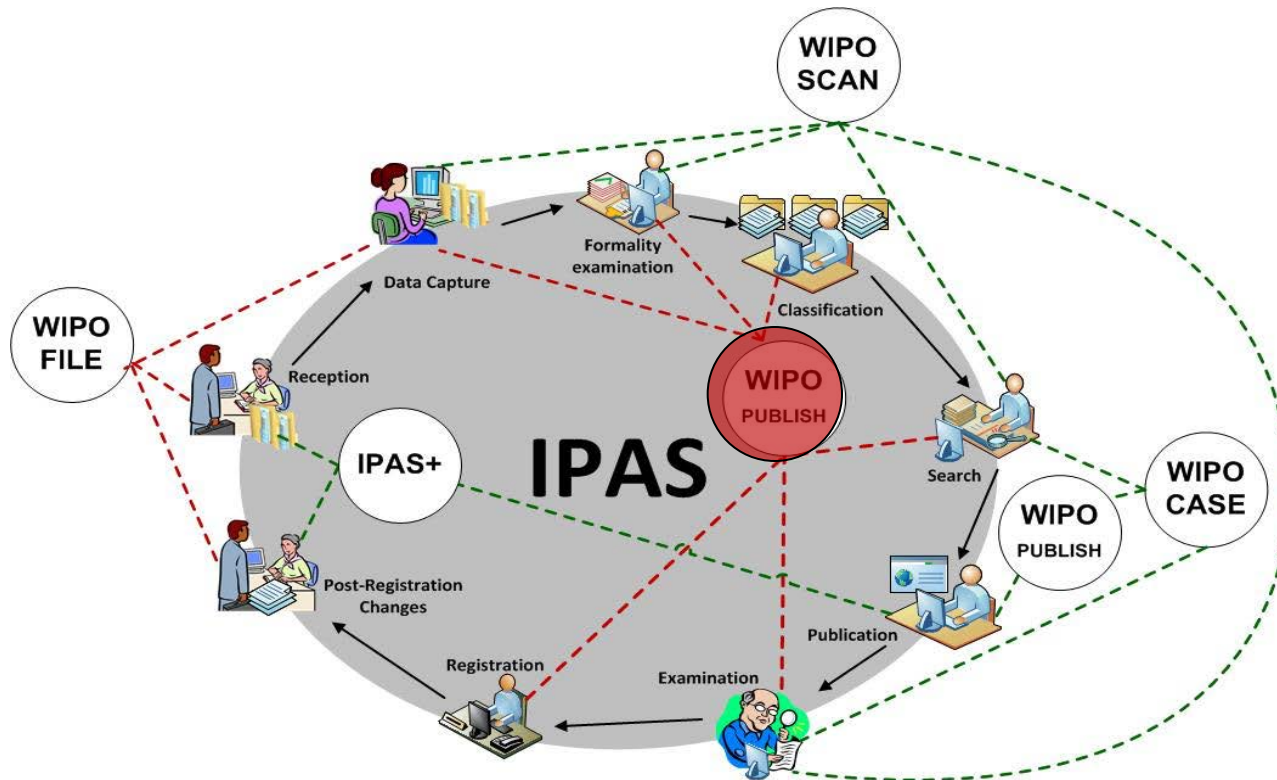 WIPO
SCAN
Formality
examination
Data Capture
Classification
WIPO
FILE
Reception
WIPO
PUBLISH
IPAS+
IPAS
Search
WIPO
CASE
WIPO
PUBLISH
Post-Registration
Changes
Publication
Registration
Examination